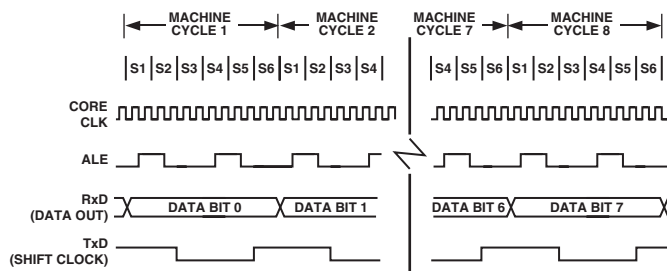 MACHINE CYCLE 1
MACHINE CYCLE 2
MACHINE CYCLE 7
MACHINE CYCLE 8
S1 S2 S3 S4 S5 S6 S1 S2 S3 S4 S4 S5 S6 S1 S2 S3 S4 S5 S6
CORE CLK
ALE
RxD (DATA OUT) DATA BIT 0 DATA BIT 1 DATA BIT 6 DATA BIT 7
TxD (SHIFT CLOCK)